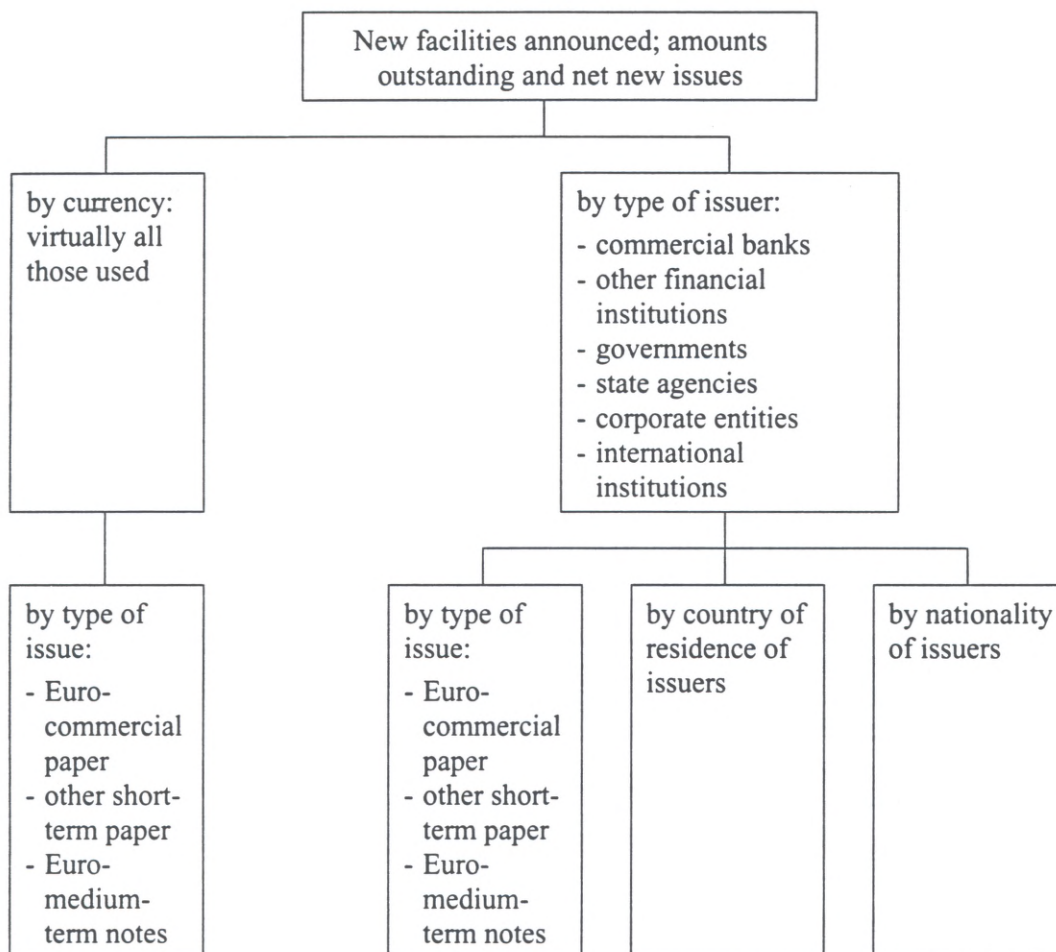 New facilities announced; amounts
outstanding and net new issues
by currency:
virtually all
those used
by type of issuer:
- commercial banks
- other financial
institutions
- governments
- state agencies
- corporate entities
- international
institutions
by type of
issue:
- Euro-
commercial
paper
- other short-
term paper
- Euro-
medium-
term notes
by type of
issue:
- Euro-
commercial
paper
- other short-
term paper
- Euro-
medium-
term notes
by country of
residence of
issuers
by nationality
of issuers